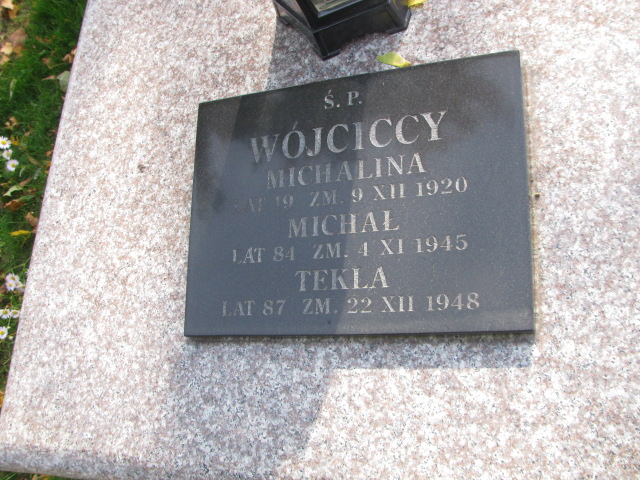 Ś. P.
WÓJCICCY
MICHALINA
LAT 19 ZM. 9 XII 1920
MICHAŁ
LAT 84 ZM. 4 XI 1945
TEKLA
LAT 87 ZM. 22 XII 1948